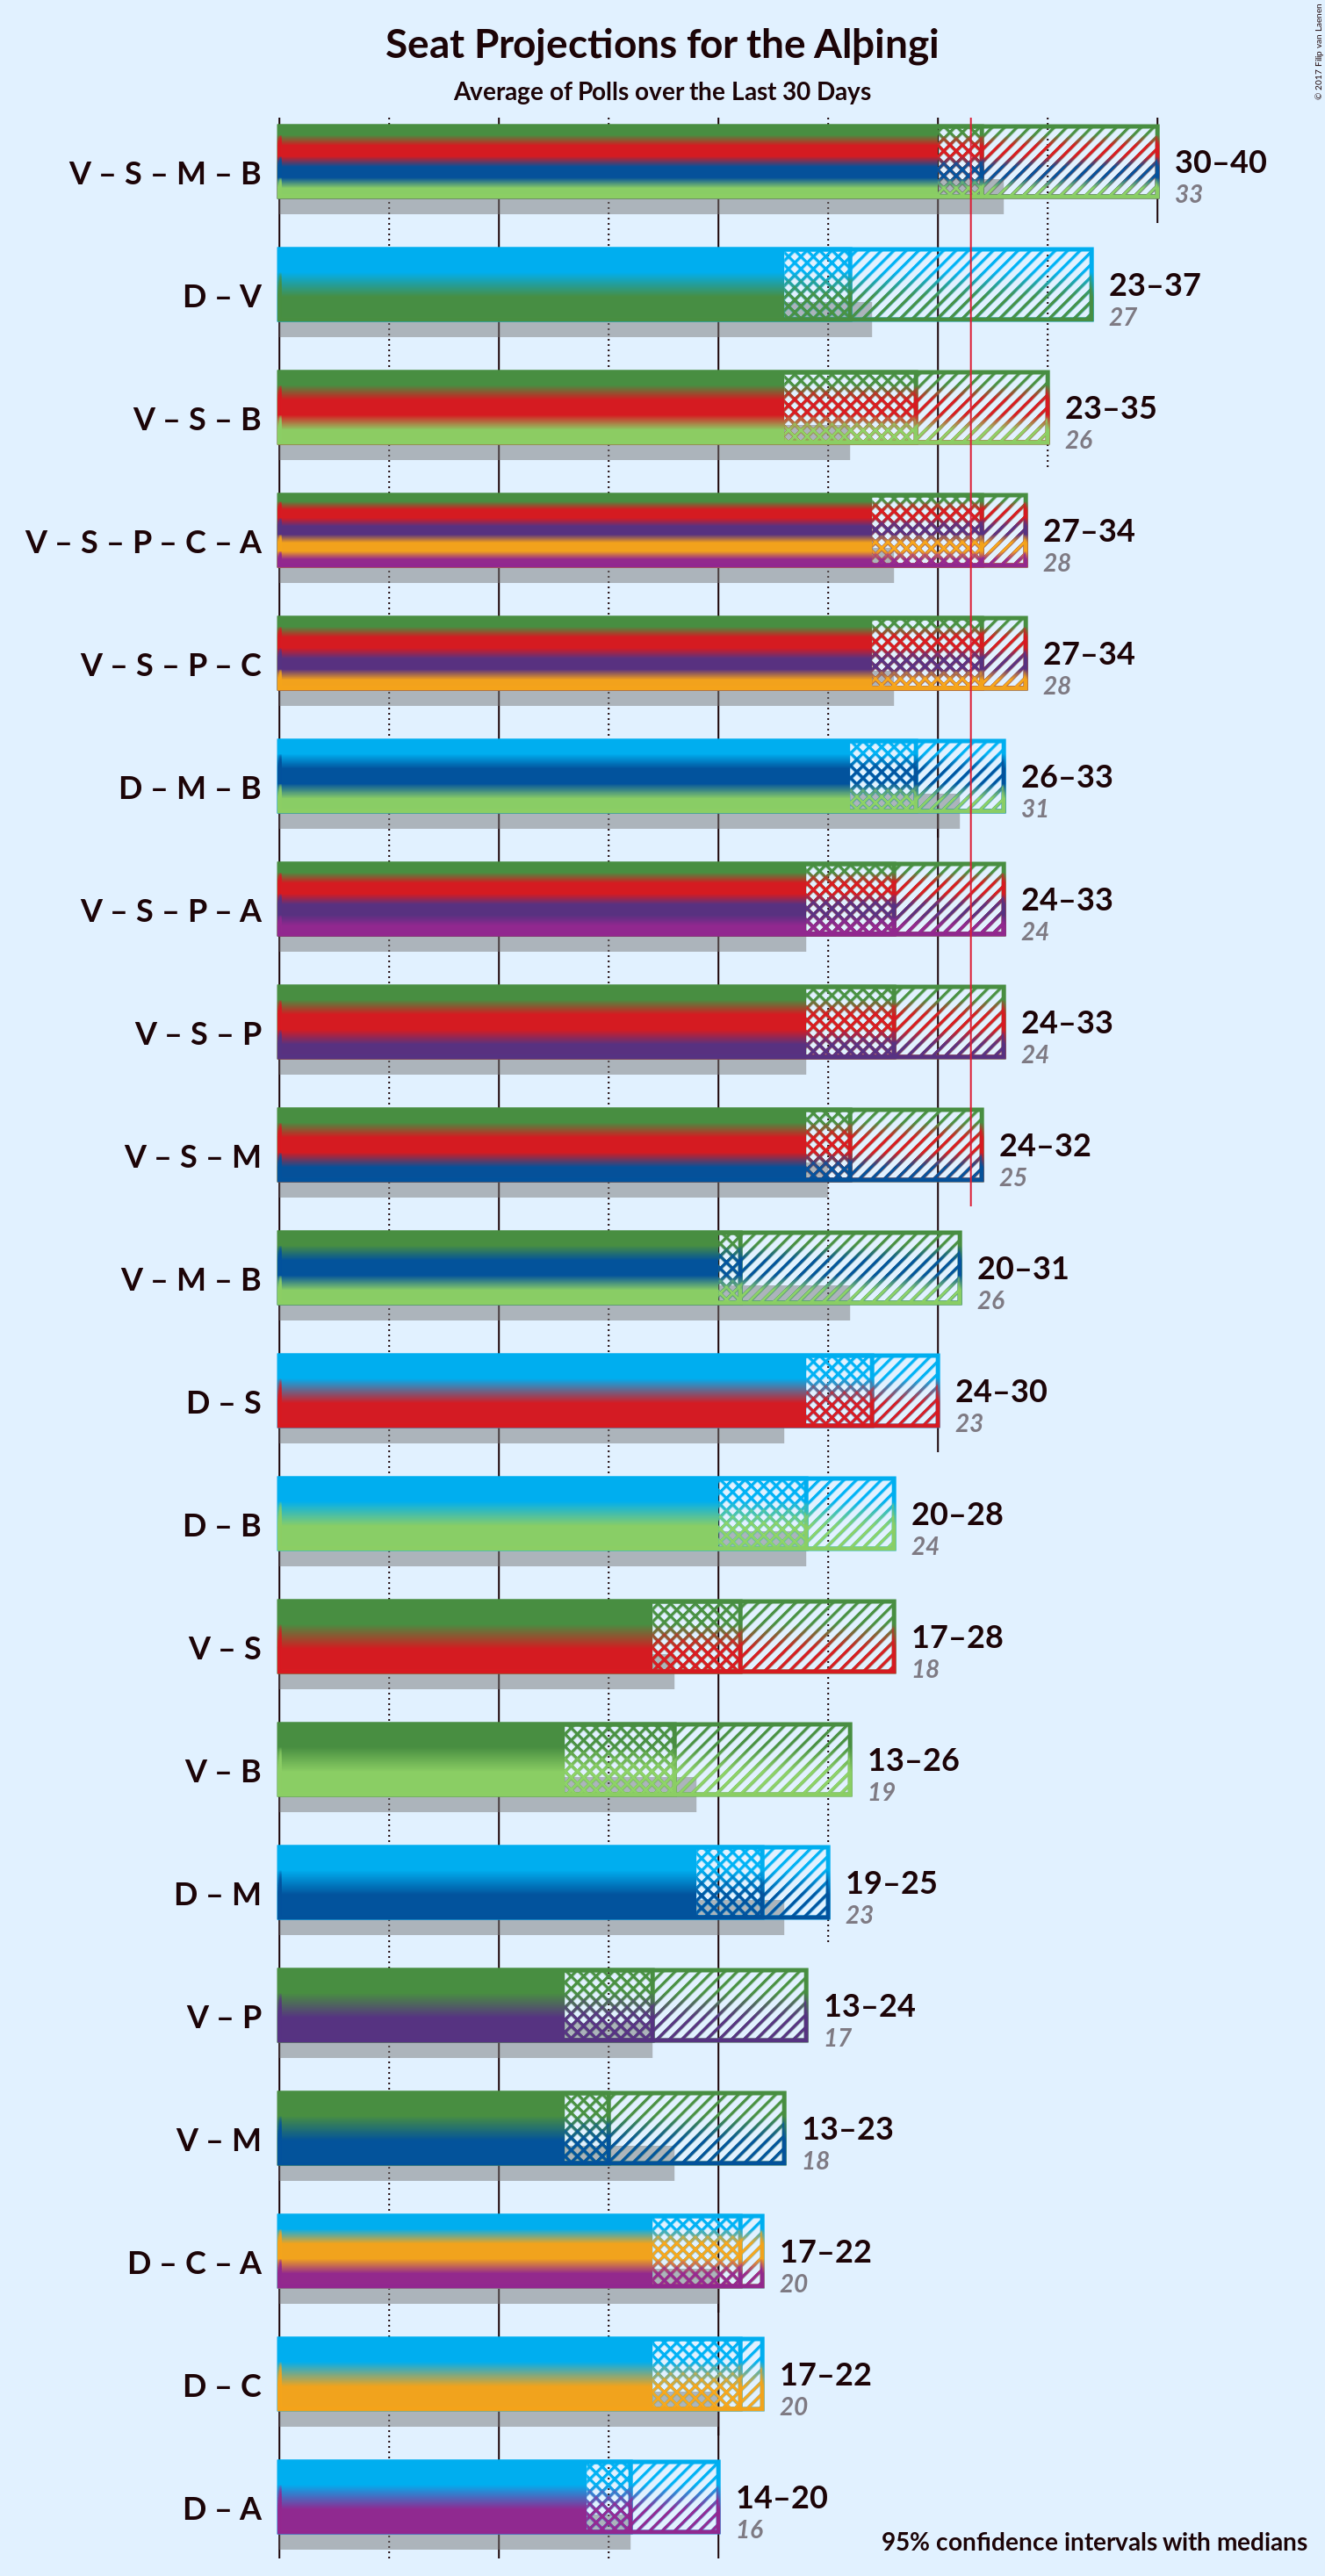 © 2017 Filip van Laenen
Seat Projections for the Alþingi
Average of Polls over the Last 30 Days
V – S – M – B
30–40
33
D – V
23–37
27
V – S – B
23–35
26
V – S – P – C – A
27–34
28
V – S – P – C
27–34
28
D – M – B
26–33
31
V – S – P – A
24–33
24
V – S – P
24–33
24
V – S – M
24–32
25
V – M – B
20–31
26
D – S
24–30
23
D – B
20–28
24
V – S
17–28
18
V – B
13–26
19
D – M
19–25
23
V – P
13–24
17
V – M
13–23
18
D – C – A
17–22
20
D – C
17–22
20
D – A
14–20
16
95% confidence intervals with medians